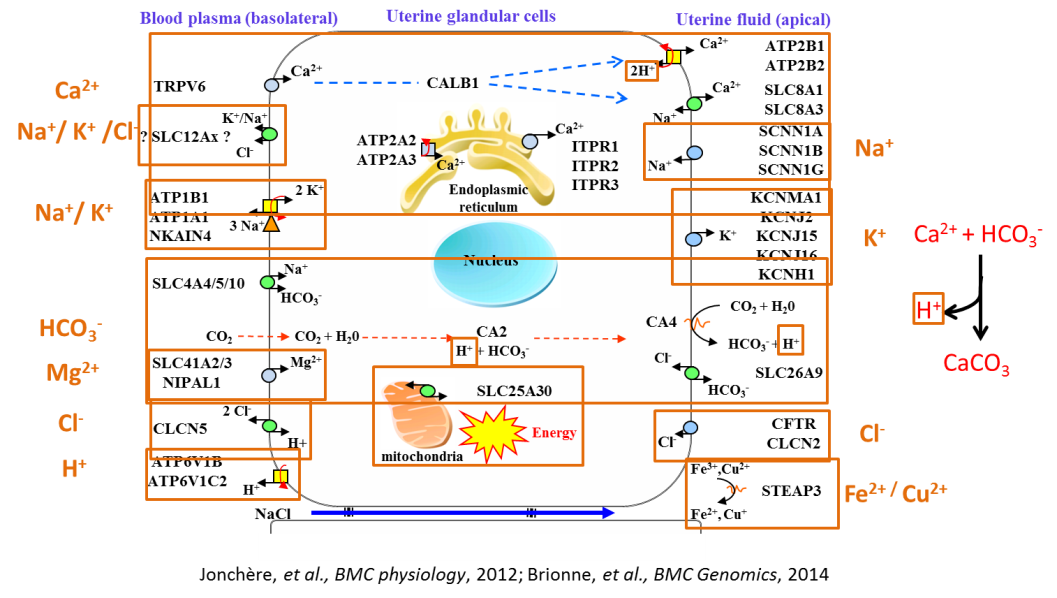 Blood plasma (basolateral)
Uterine glandular cells
Uterine fluid (apical)
Ca²⁺
Na⁺/ K⁺ /Cl⁻
Na⁺/ K⁺
HCO₃⁻
Mg²⁺
Cl⁻
H⁺
TRPV6
Ca²⁺
? SLC12Ax ?
K⁺/Na⁺
Cl⁻
ATP1B1
ATP1A1
NKAIN4
2 K⁺
3 Na⁺
SLC4A4/5/10
Na⁺
HCO₃⁻
CO₂
CO₂ + H₂0
SLC41A2/3
NIPAL1
Mg²⁺
CLCN5
2 Cl⁻
H+
ATP6V1B
ATP6V1C2
H⁺
NaCl
CALB1
ATP2A2
ATP2A3
Ca²⁺
Ca²⁺
ITPR1
ITPR2
ITPR3
Endoplasmic
reticulum
Nucleus
CA2
H⁺ + HCO₃⁻
SLC25A30
Energy
mitochondria
2H⁺
Ca²⁺
ATP2B1
ATP2B2
Ca²⁺
Na⁺
SLC8A1
SLC8A3
Na⁺
SCNN1A
SCNN1B
SCNN1G
K⁺
KCNMA1
KCNJ2
KCNJ15
KCNJ16
KCNH1
CA4
CO₂ + H₂0
HCO₃⁻ + H⁺
Cl⁻
HCO₃⁻
SLC26A9
Cl⁻
CFTR
CLCN2
Fe³⁺,Cu²⁺
STEAP3
Fe²⁺, Cu⁺
Na⁺
K⁺
Cl⁻
Fe²⁺ / Cu²⁺
Ca²⁺ + HCO₃⁻
H⁺
CaCO₃
Jonchère, et al., BMC physiology, 2012; Brionne, et al., BMC Genomics, 2014